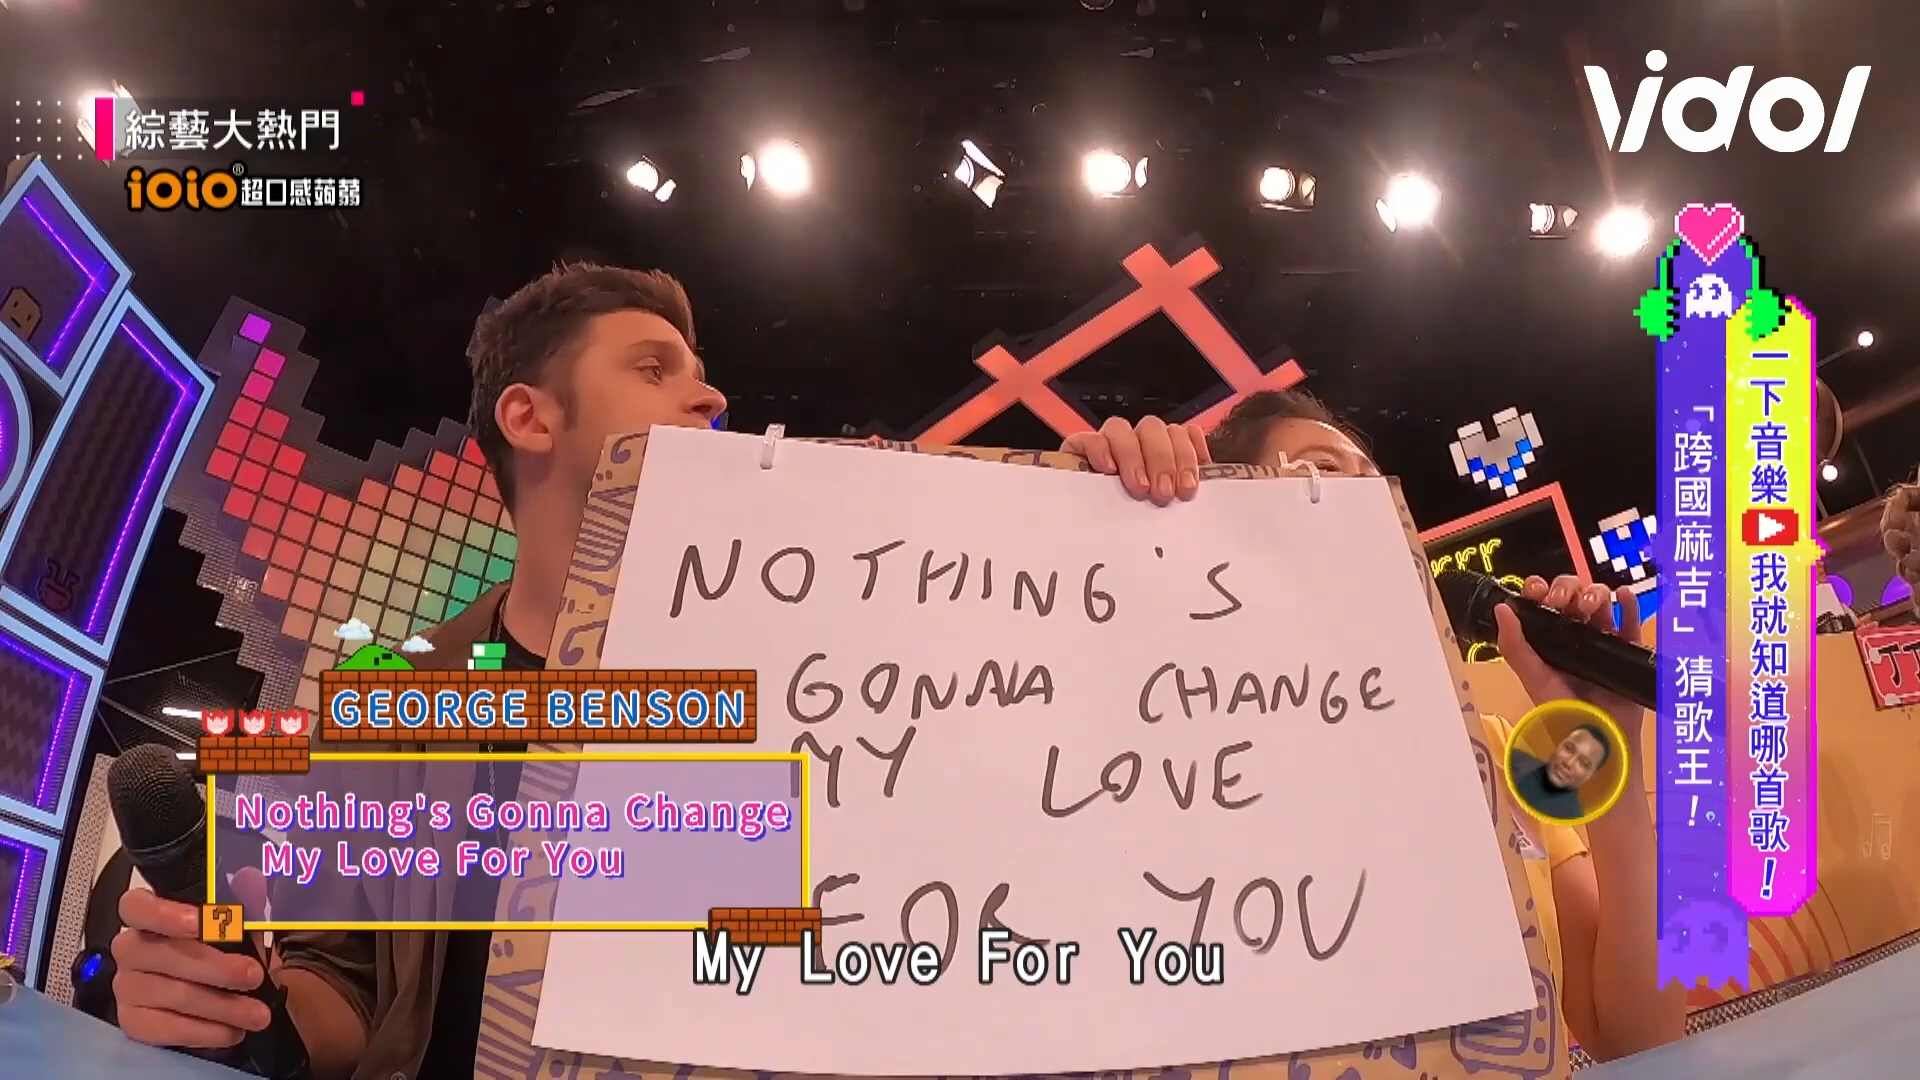 綜藝大熱門
iOiO®超口感蒟蒻
Vidol
一下音樂我就知道哪首歌！
「跨國麻吉」猜歌王！
NOTHING'S
GONNA CHANGE
MY LOVE
FOR YOU
GEORGE BENSON
Nothing's Gonna Change
My Love For You
?
My Love For You